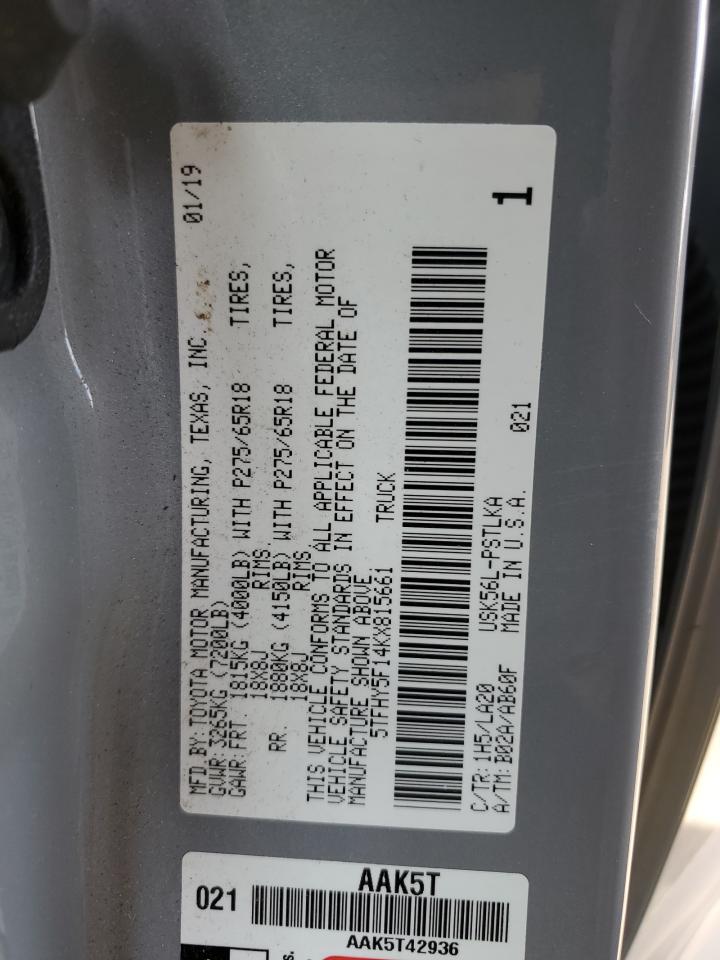 MFD BY:TOYOTA MOTOR MANUFACTURING, TEXAS, INC. 01/19
GVWR:3265KG (7200LB)
GAWR:FRT. 1815KG (4000LB) WITH P275/65R18 TIRES,
18X8J RIMS
RR. 1880KG (4150LB) WITH P275/65R18 TIRES,
18X8J RIMS
THIS VEHICLE CONFORMS TO ALL APPLICABLE FEDERAL MOTOR
VEHICLE SAFETY STANDARDS IN EFFECT ON THE DATE OF
MANUFACTURE SHOWN ABOVE
5TFHY5F14KX815661 TRUCK
C/TR:1H5/LA20 USK56L-PSTLKA 021 1
A/TM:B02A/AB60F MADE IN U.S.A.
AAK5T
021
AAK5T42936
s.